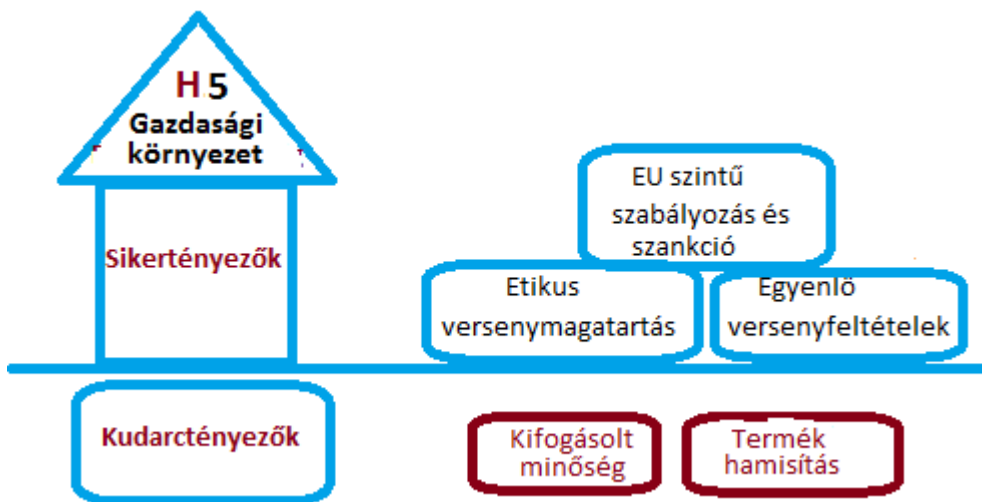 H 5
Gazdasági
környezet
Sikertényezők
EU szintű
szabályozás és
szankció
Etikus
versenymagatartás
Egyenlő
versenyfeltételek
Kudarctényezők
Kifogásolt
minőség
Termék
hamisítás